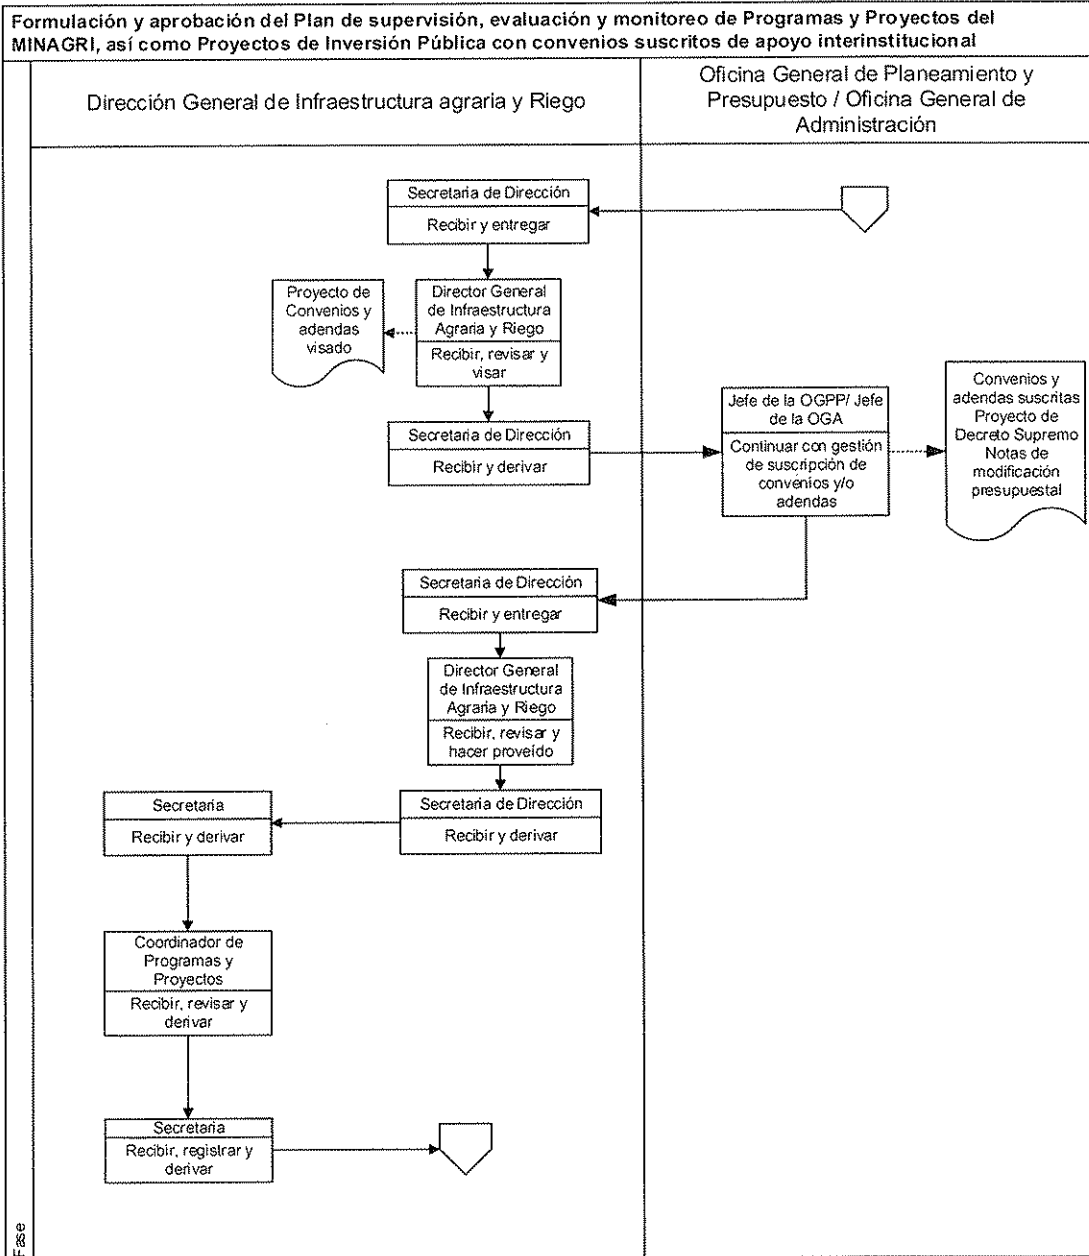 Formulación y aprobación del Plan de supervisión, evaluación y monitoreo de Programas y Proyectos del
MINAGRI, así como Proyectos de Inversión Pública con convenios suscritos de apoyo interinstitucional
Dirección General de Infraestructura agraria y Riego
Oficina General de Planeamiento y
Presupuesto / Oficina General de
Administración
Secretaria de Dirección
Recibir y entregar
Proyecto de
Convenios y
adendas
visado
Director General
de Infraestructura
Agraria y Riego
Recibir, revisar y
visar
Secretaria de Dirección
Recibir y derivar
Jefe de la OGPP/ Jefe
de la OGA
Continuar con gestión
de suscripción de
convenios y/o
adendas
Convenios y
adendas suscritas
Proyecto de
Decreto Supremo
Notas de
modificación
presupuestal
Secretaria de Dirección
Recibir y entregar
Director General
de Infraestructura
Agraria y Riego
Recibir, revisar y
hacer proveído
Secretaria de Dirección
Recibir y derivar
Secretaria
Recibir y derivar
Coordinador de
Programas y
Proyectos
Recibir, revisar y
derivar
Secretaria
Recibir, registrar y
derivar
Fase